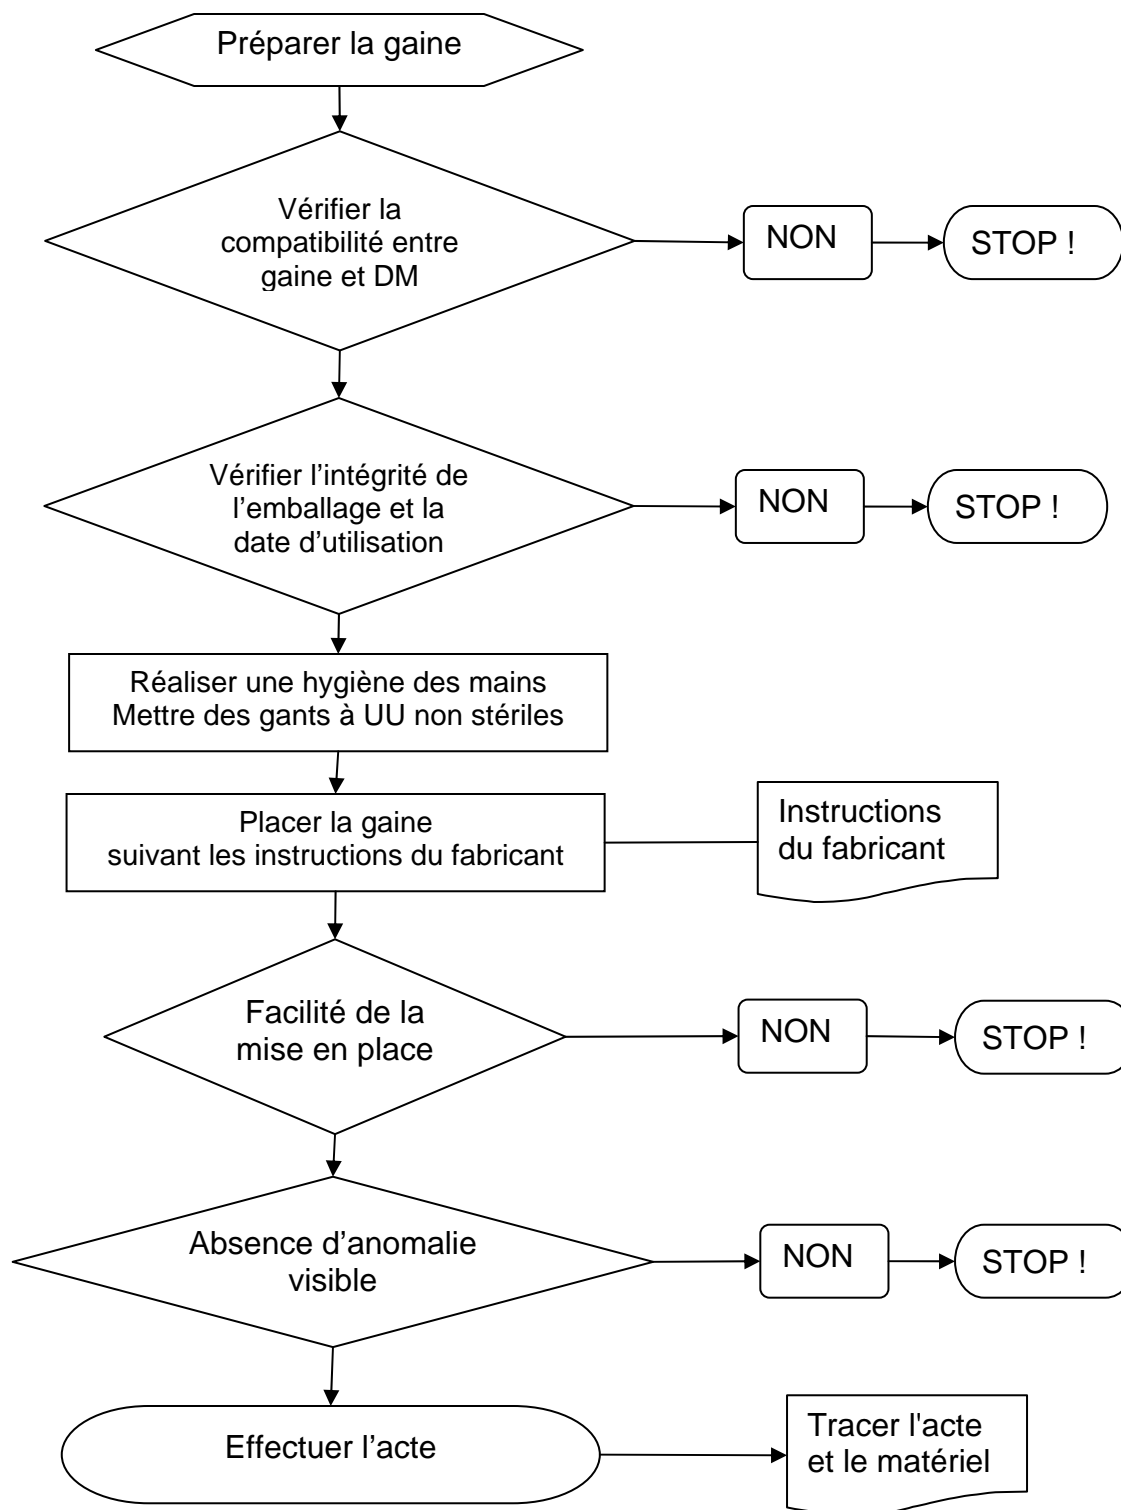 Préparer la gaine
Vérifier la
compatibilité entre
gaine et DM
NON
STOP !
Vérifier l’intégrité de
l’emballage et la
date d’utilisation
NON
STOP !
Réaliser une hygiène des mains
Mettre des gants à UU non stériles
Placer la gaine
suivant les instructions du fabricant
Instructions
du fabricant
Facilité de la
mise en place
NON
STOP !
Absence d’anomalie
visible
NON
STOP !
Effectuer l’acte
Tracer l'acte
et le matériel